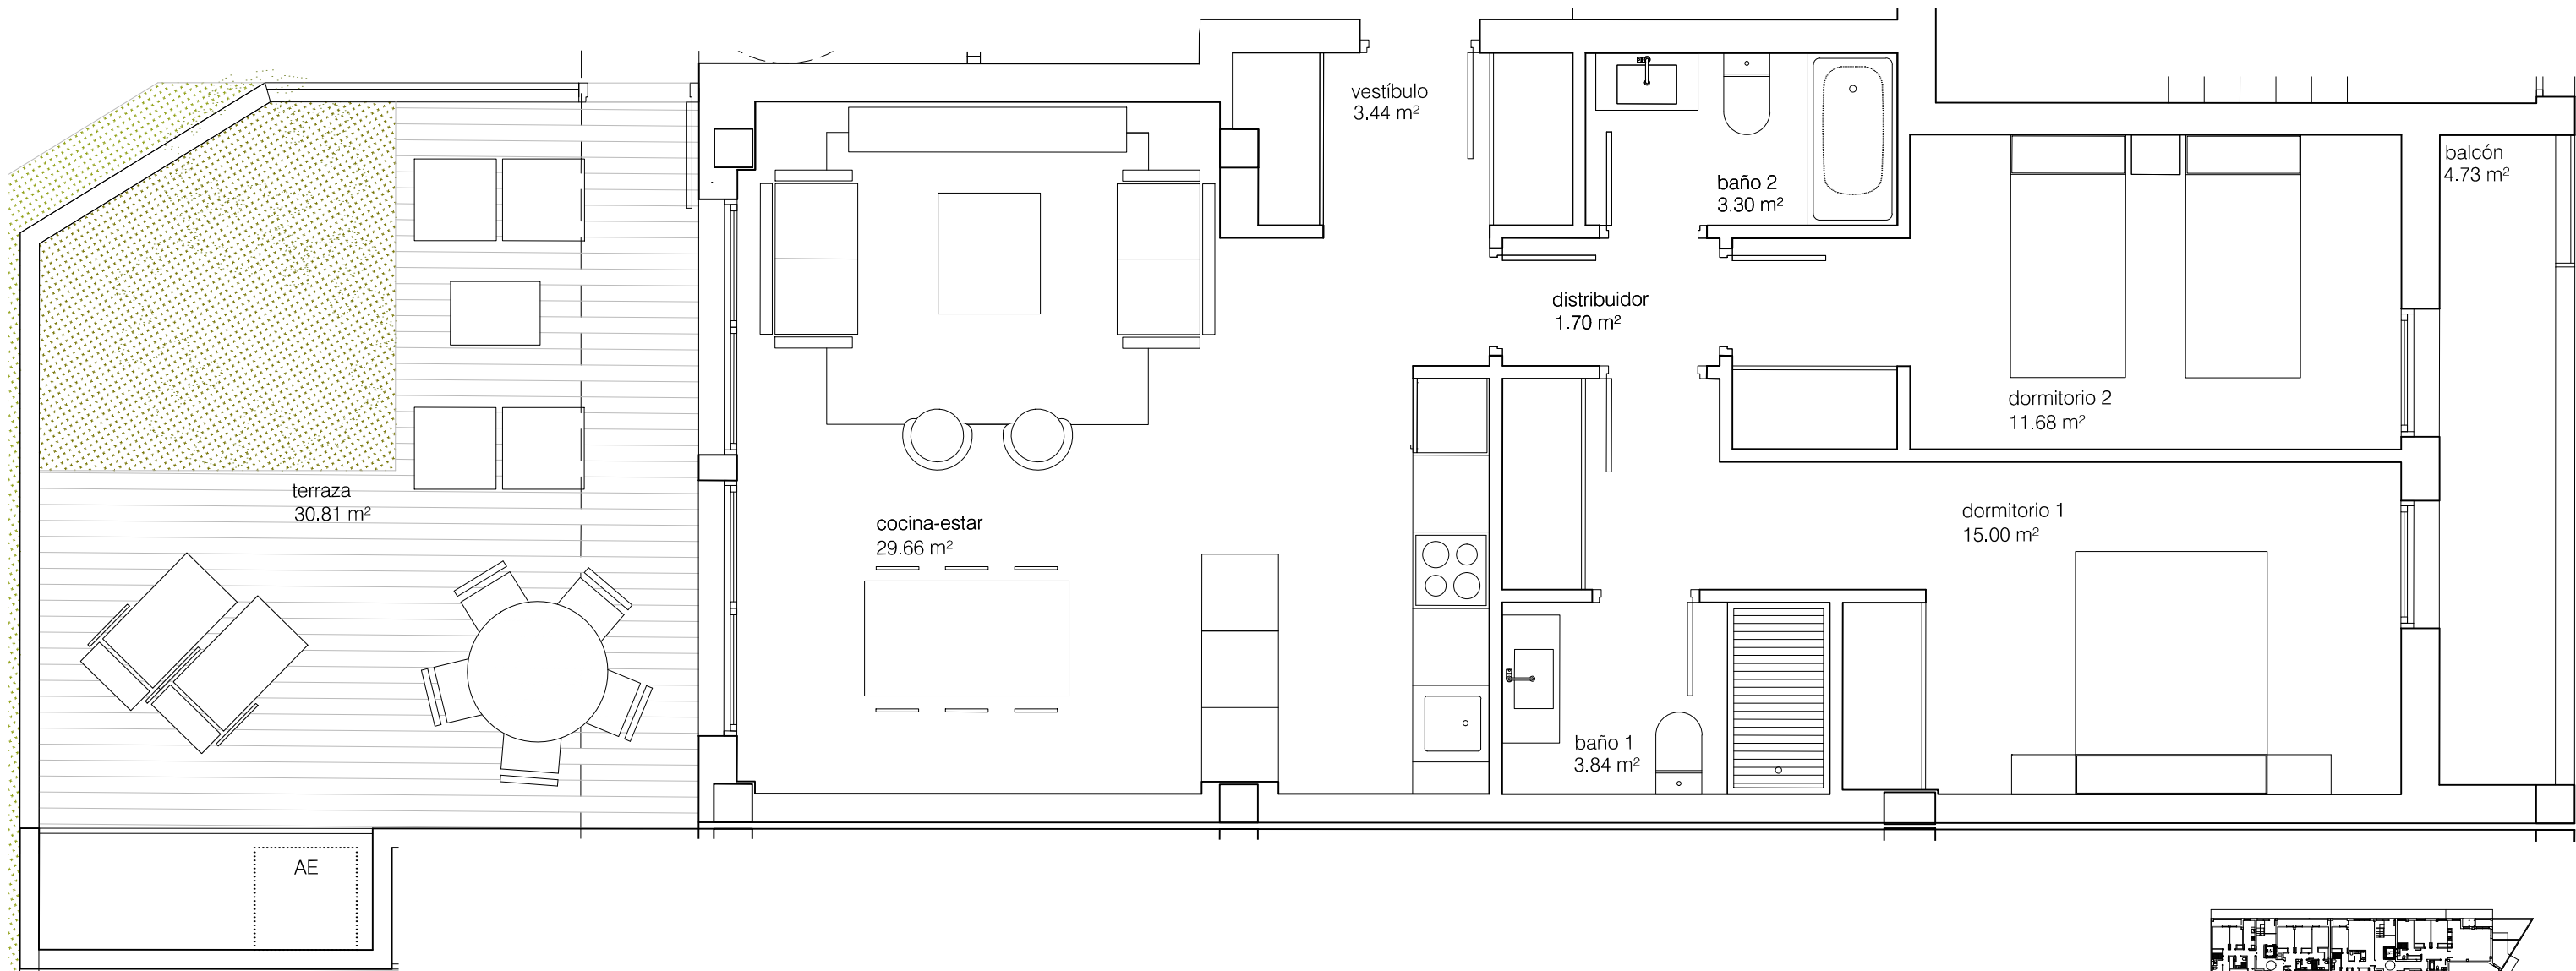 vestíbulo
3.44 m²
baño 2
3.30 m²
balcón
4.73 m²
distribuidor
1.70 m²
dormitorio 2
11.68 m²
terraza
30.81 m²
cocina-estar
29.66 m²
dormitorio 1
15.00 m²
baño 1
3.84 m²
AE